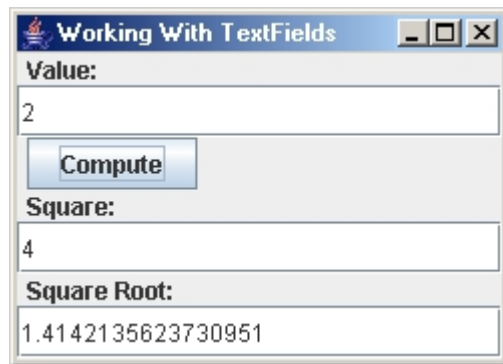 Working With TextFields
Value:
2
Compute
Square:
4
Square Root:
1.4142135623730951